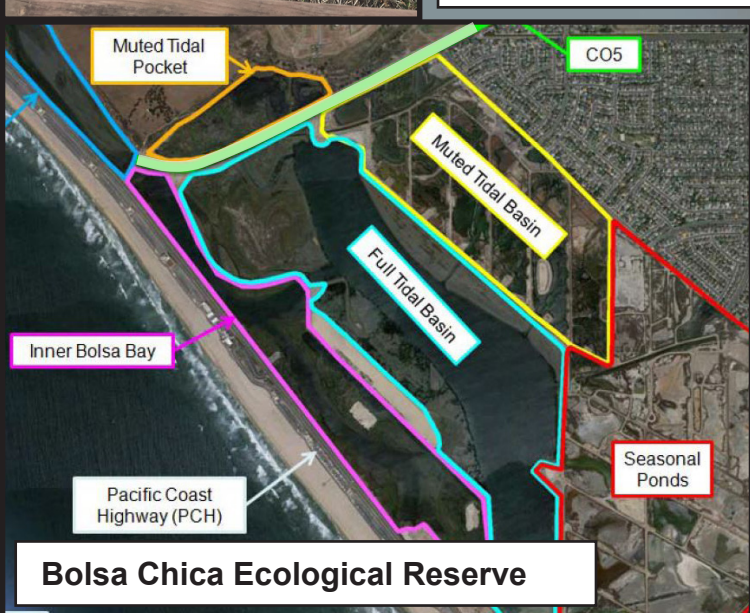 Muted Tidal
Pocket
CO5
Muted Tidal Basin
Full Tidal Basin
Inner Bolsa Bay
Seasonal
Ponds
Pacific Coast
Highway (PCH)
Bolsa Chica Ecological Reserve